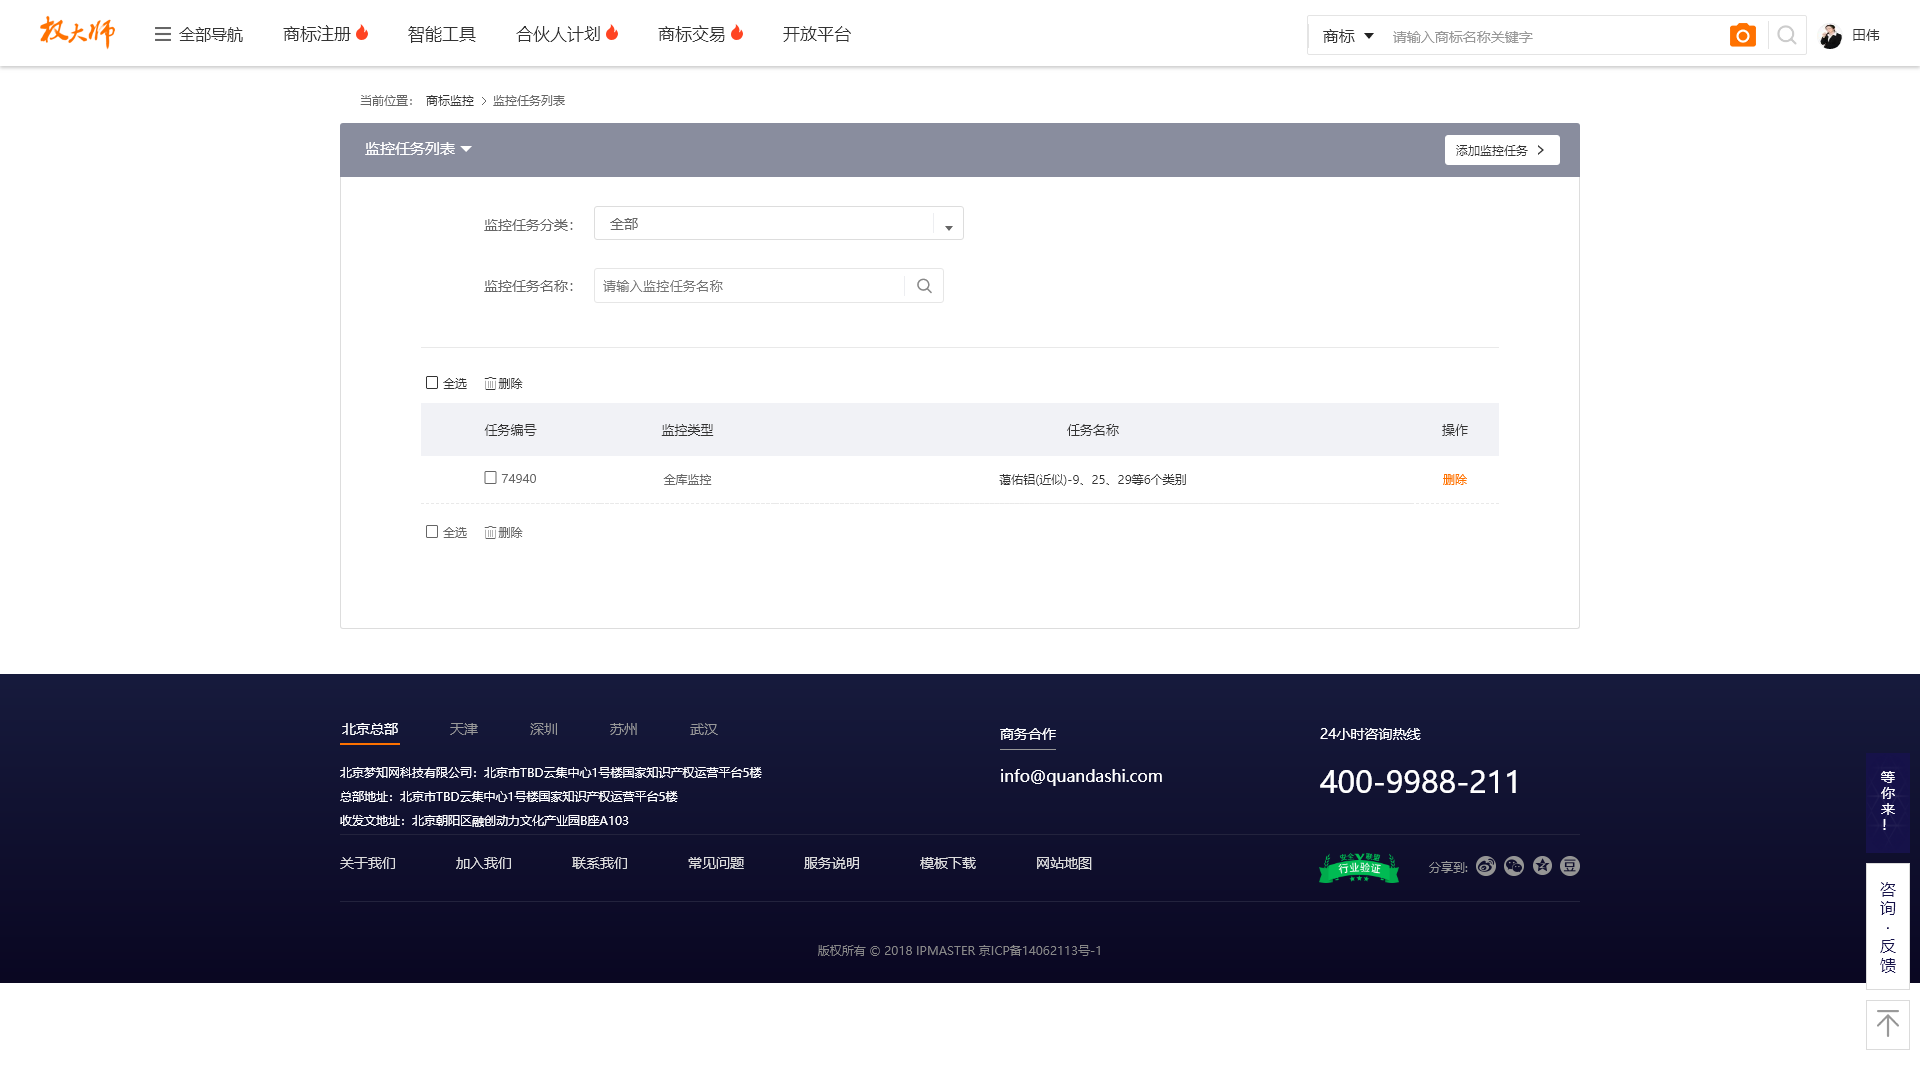 权大师
全部导航
商标注册
智能工具
合伙人计划
商标交易
开放平台
商标
请输入商标名称关键字
田伟
当前位置：
商标监控
监控任务列表
监控任务列表
添加监控任务
监控任务分类：
全部
监控任务名称：
请输入监控任务名称
全选
删除
任务编号 监控类型 任务名称 操作
74940 全库监控 蔼佑铝(近似)-9、25、29等6个类别 删除
全选
删除
北京总部 天津 深圳 苏州 武汉
北京梦知网科技有限公司：北京市TBD云集中心1号楼国家知识产权运营平台5楼
总部地址：北京市TBD云集中心1号楼国家知识产权运营平台5楼
收发文地址：北京朝阳区融创动力文化产业园B座A103
商务合作
info@quandashi.com
24小时咨询热线
400-9988-211
关于我们 加入我们 联系我们 常见问题 服务说明 模板下载 网站地图
安全 联盟
行业验证
分享到:
豆
版权所有 © 2018 IPMASTER 京ICP备14062113号-1
等你来！
咨询·反馈